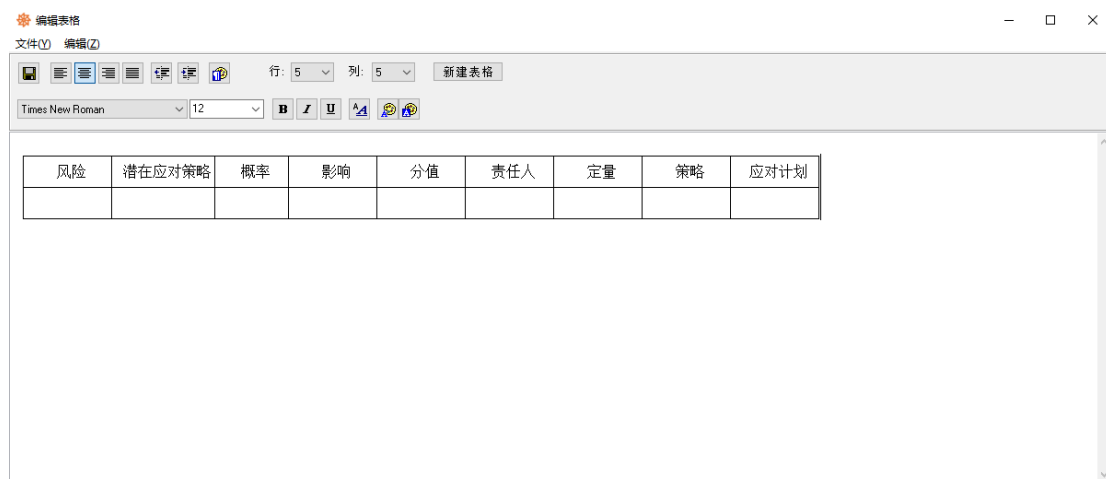 编辑表格
文件(Y) 编辑(Z)
行: 5 列: 5 新建表格
Times New Roman 12 B I U AA
风险 潜在应对策略 概率 影响 分值 责任人 定量 策略 应对计划